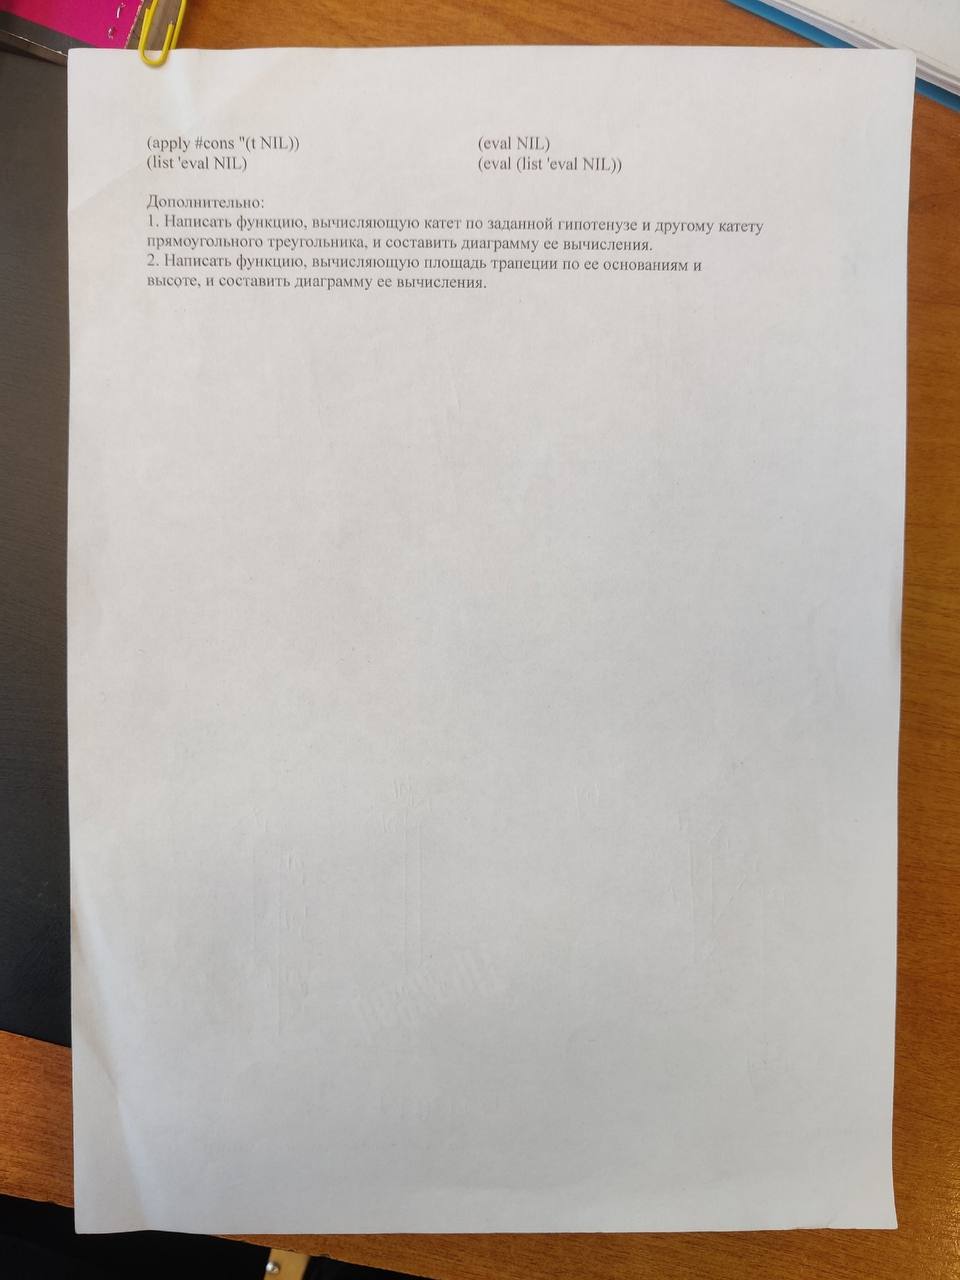 (apply #cons "(t NIL))
(list 'eval NIL)
(eval NIL)
(eval (list 'eval NIL))
Дополнительно:
1. Написать функцию, вычисляющую катет по заданной гипотенузе и другому катету
прямоугольного треугольника, и составить диаграмму ее вычисления.
2. Написать функцию, вычисляющую площадь трапеции по ее основаниям и
высоте, и составить диаграмму ее вычисления.